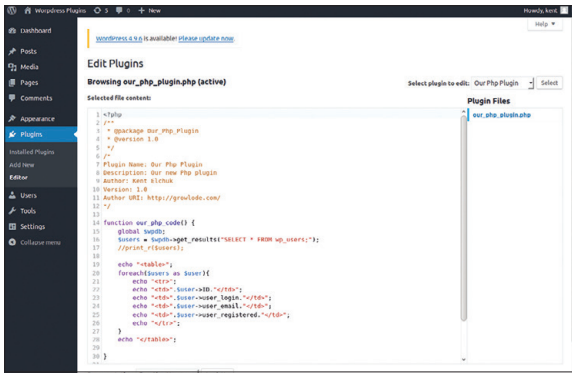 Worpdress Plugins 5 0 + New
Howdy, kent
Help ▼
Dashboard
Posts
Media
Pages
Comments
Appearance
Plugins
Installed Plugins
Add New
Editor
Users
Tools
Settings
Collapse menu
WordPress 4.9.6 is available! Please update now.
Edit Plugins
Browsing our_php_plugin.php (active)
Select plugin to edit: Our Php Plugin Select
Selected file content:
Plugin Files
our_php_plugin.php
1 <?php
2 /**
3 * @package Our_Php_Plugin
4 * @version 1.0
5 */
6 /*
7 Plugin Name: Our Php Plugin
8 Description: Our new Php plugin
9 Author: Kent Elchuk
10 Version: 1.0
11 Author URI: http://growlode.com/
12 */
13
14 function our_php_code() {
15 global $wpdb;
16 $users = $wpdb->get_results("SELECT * FROM wp_users;");
17 //print_r($users);
18
19 echo "<table>";
20 foreach($users as $user){
21 echo "<tr>";
22 echo "<td>".$user->ID."</td>";
23 echo "<td>".$user->user_login."</td>";
24 echo "<td>".$user->user_email."</td>";
25 echo "<td>".$user->user_registered."</td>";
26 echo "</tr>";
27 }
28 echo "</table>";
29
30 }